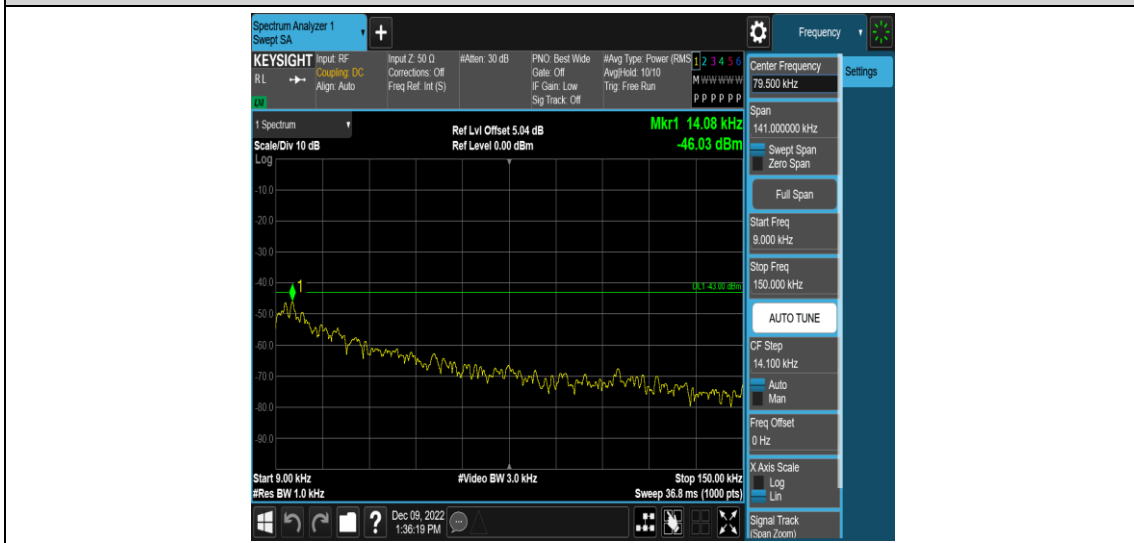 Spectrum Analyzer 1
Swept SA
+
Frequency
KEYSIGHT
RL
LNI
Input: RF
Coupling: DC
Align: Auto
Input Z: 50 Ω
Corrections: Off
Freq Ref: Int (S)
#Atten: 30 dB
PNO: Best Wide
Gate: Off
IF Gain: Low
Sig Track: Off
#Avg Type: Power (RMS
Avg|Hold: 10/10
Trig: Free Run
1 2 3 4 5 6
M W W W W W
P P P P P P
1 Spectrum
Scale/Div 10 dB
Log
Ref Lvl Offset 5.04 dB
Ref Level 0.00 dBm
Mkr1 14.08 kHz
-46.03 dBm
-10.0
-20.0
-30.0
-40.0
-50.0
-60.0
-70.0
-80.0
-90.0
1
DL1 -43.00 dBm
Start 9.00 kHz
#Res BW 1.0 kHz
#Video BW 3.0 kHz
Stop 150.00 kHz
Sweep 36.8 ms (1000 pts)
Center Frequency
79.500 kHz
Settings
Span
141.000000 kHz
Swept Span
Zero Span
Full Span
Start Freq
9.000 kHz
Stop Freq
150.000 kHz
AUTO TUNE
CF Step
14.100 kHz
Auto
Man
Freq Offset
0 Hz
X Axis Scale
Log
Lin
Signal Track
(Span Zoom)
?
Dec 09, 2022
1:36:19 PM